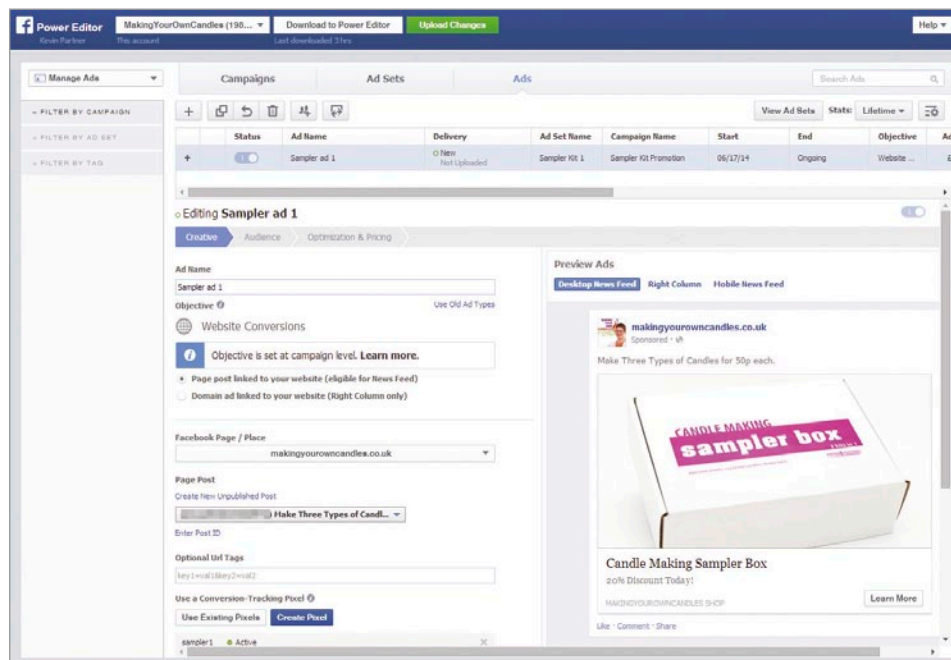 Power Editor
MakingYourOwnCandles (198...
Download to Power Editor
Upload Changes
Help
Kevin Partner
This account
Last downloaded 3 hrs
Manage Ads
Campaigns
Ad Sets
Ads
Search Ads
FILTER BY CAMPAIGN
FILTER BY AD SET
FILTER BY TAG
View Ad Sets
Stats:
Lifetime
Status
Ad Name
Delivery
Ad Set Name
Campaign Name
Start
End
Objective
Sampler ad 1
New
Not Uploaded
Sampler Kit 1
Sampler Kit Promotion
06/17/14
Ongoing
Website ...
Editing Sampler ad 1
Creative
Audience
Optimization & Pricing
Ad Name
Sampler ad 1
Objective
Use Old Ad Types
Website Conversions
Objective is set at campaign level. Learn more.
Page post linked to your website (eligible for News Feed)
Domain ad linked to your website (Right Column only)
Facebook Page / Place
makingyourowncandles.co.uk
Page Post
Create New Unpublished Post
) Make Three Types of Candl...
Enter Post ID
Optional Url Tags
key1=val1&key2=val2
Use a Conversion-Tracking Pixel
Use Existing Pixels
Create Pixel
sampler1
Active
Preview Ads
Desktop News Feed
Right Column
Mobile News Feed
makingyourowncandles.co.uk
Sponsored
Make Three Types of Candles for 50p each.
CANDLE MAKING
sampler box
Candle Making Sampler Box
20% Discount Today!
MAKINGYOUROWNCANDLES SHOP
Learn More
Like · Comment · Share